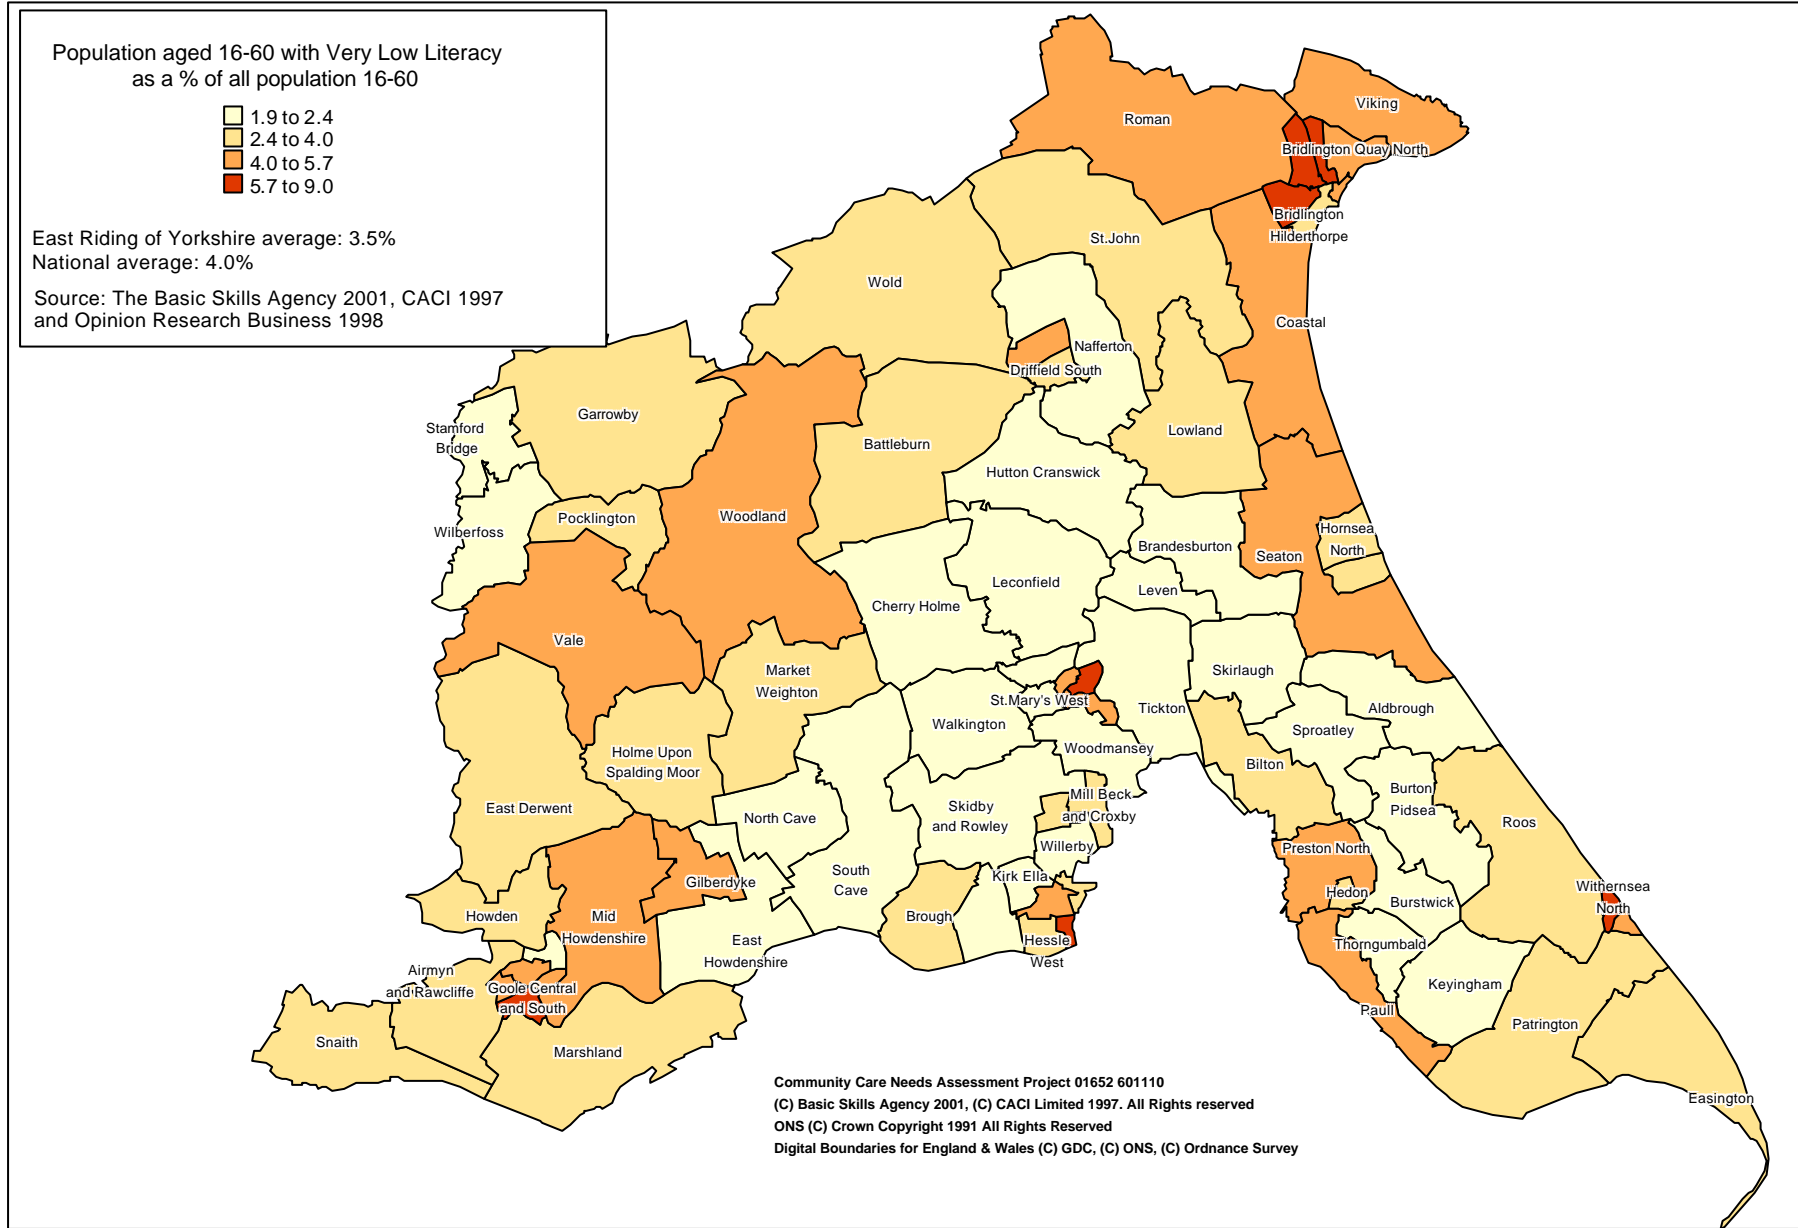 Population aged 16-60 with Very Low Literacy
as a % of all population 16-60
1.9 to 2.4
2.4 to 4.0
4.0 to 5.7
5.7 to 9.0
East Riding of Yorkshire average: 3.5%
National average: 4.0%
Source: The Basic Skills Agency 2001, CACI 1997
and Opinion Research Business 1998
Viking
Roman
Bridlington Quay North
Bridlington
Hilderthorpe
St.John
Wold
Coastal
Nafferton
Driffield South
Garrowby
Stamford
Bridge
Battleburn
Lowland
Hutton Cranswick
Woodland
Pocklington
Wilberfoss
Hornsea
North
Brandesburton
Seaton
Leconfield
Leven
Cherry Holme
Vale
Market
Weighton
Skirlaugh
St.Mary's West
Tickton
Aldbrough
Walkington
Sproatley
Woodmansey
Holme Upon
Spalding Moor
Bilton
Burton
Pidsea
Mill Beck
and Croxby
East Derwent
North Cave
Skidby
and Rowley
Roos
Willerby
Preston North
South
Cave
Kirk Ella
Gilberdyke
Withernsea
North
Hedon
Burstwick
Howden
Mid
Howdenshire
Brough
East
Howdenshire
Hessle
West
Thorngumbald
Airmyn
and Rawcliffe
Goole Central
and South
Keyingham
Paull
Patrington
Snaith
Marshland
Easington
Community Care Needs Assessment Project 01652 601110
(C) Basic Skills Agency 2001, (C) CACI Limited 1997. All Rights reserved
ONS (C) Crown Copyright 1991 All Rights Reserved
Digital Boundaries for England & Wales (C) GDC, (C) ONS, (C) Ordnance Survey